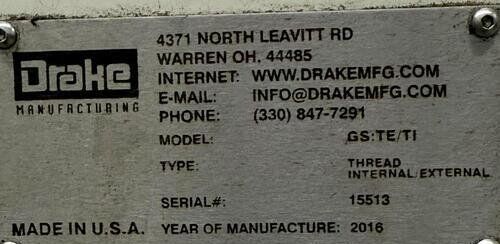 Drake
MANUFACTURING
4371 NORTH LEAVITT RD
WARREN OH. 44485
INTERNET: WWW.DRAKEMFG.COM
E-MAIL: INFO@DRAKEMFG.COM
PHONE: (330) 847-7291
MODEL: GS:TE/TI
TYPE: THREAD
INTERNAL/EXTERNAL
SERIAL#: 15513
MADE IN U.S.A. YEAR OF MANUFACTURE: 2016